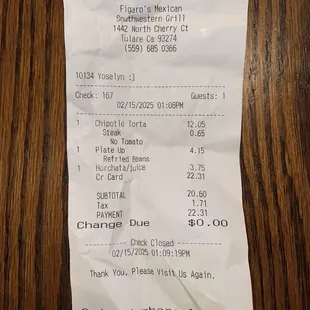 Figaro's Mexican
Southwestern Grill
1442 North Cherry Ct
Tulare Ca 93274
(559) 685 0366
10134 Yoselyn :]
Check: 167 Guests: 1
02/15/2025 01:08PM
1 Chipotle Torta 12.05
Steak 0.65
No Tomato
1 Plate Up 4.15
Refried Beans
1 Horchata/juice 3.75
Cr Card 22.31
SUBTOTAL 20.60
Tax 1.71
PAYMENT 22.31
Change Due $0.00
Check Closed
02/15/2025 01:09:19PM
Thank You, Please Visit Us Again.